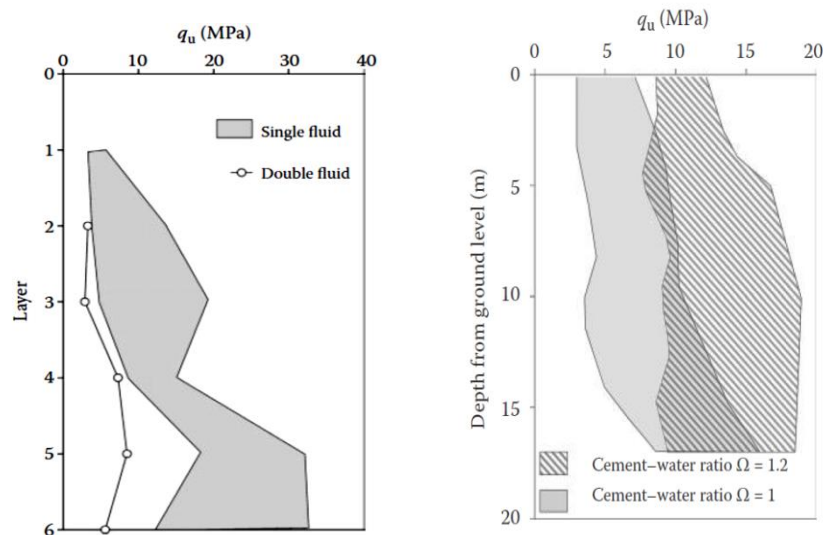 qu (MPa)
0 10 20 30 40
0
1
2
3
4
5
6
Layer
Single fluid
Double fluid
qu (MPa)
0 5 10 15 20
0
5
10
15
20
Depth from ground level (m)
Cement–water ratio Ω = 1.2
Cement–water ratio Ω = 1